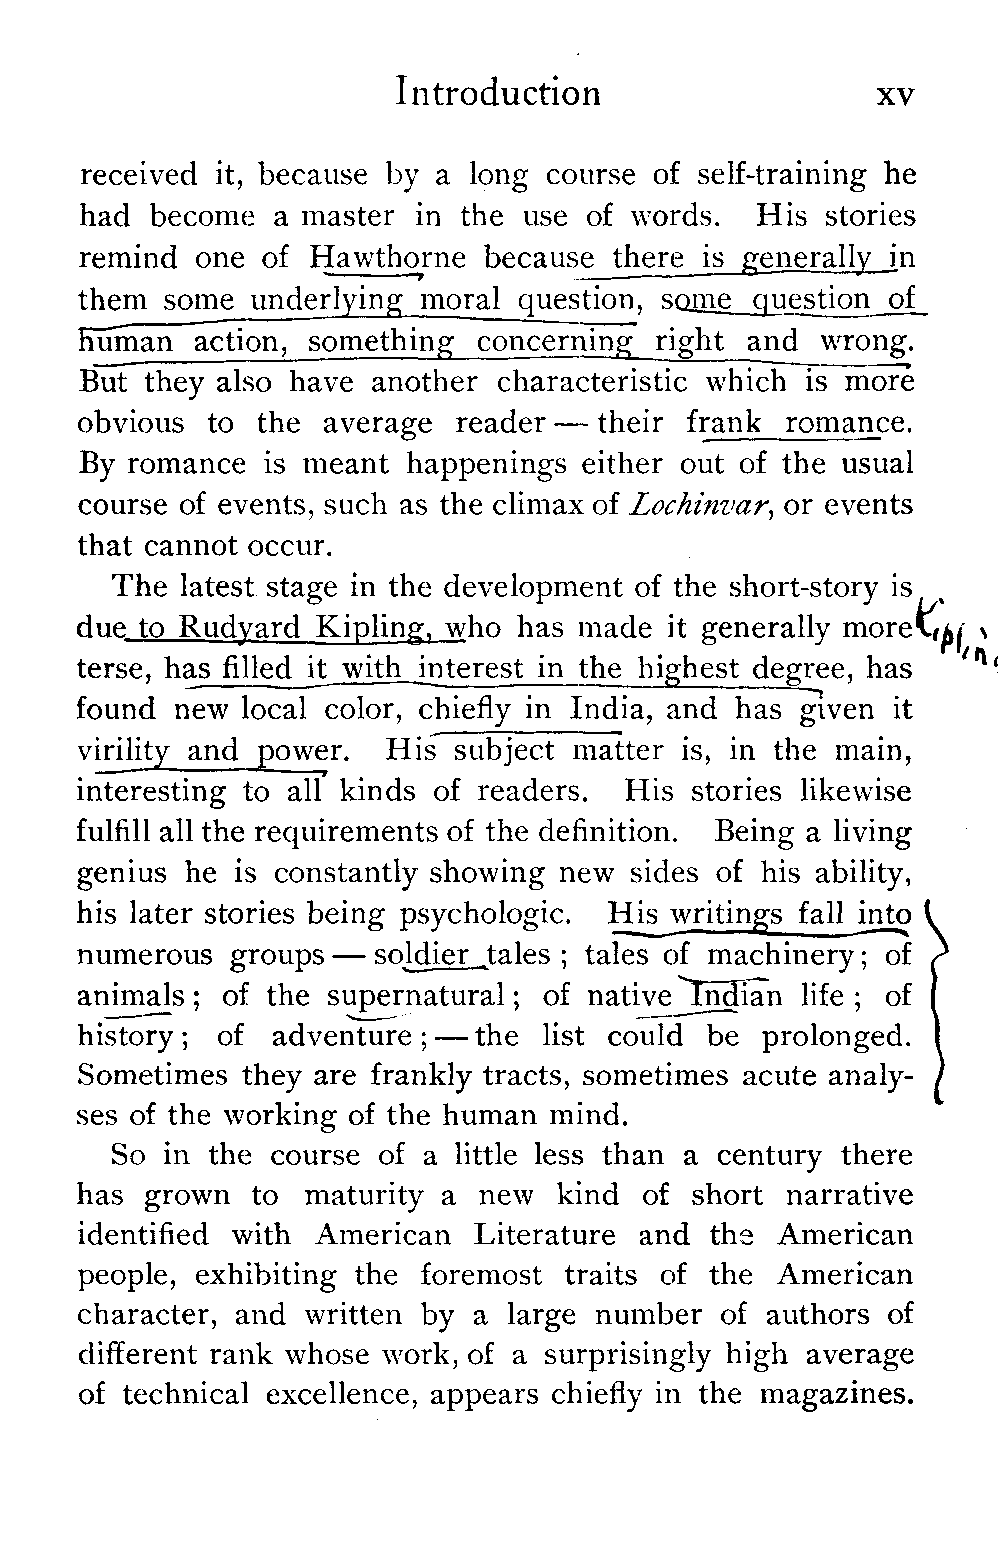 Introduction xv
received it, because by a long course of self-training he
had become a master in the use of words. His stories
remind one of Hawthorne because there is generally in
them some underlying moral question, some question of
human action, something concerning right and wrong.
But they also have another characteristic which is more
obvious to the average reader — their frank romance.
By romance is meant happenings either out of the usual
course of events, such as the climax of Lochinvar, or events
that cannot occur.
The latest stage in the development of the short-story is
due to Rudyard Kipling, who has made it generally more
Kipling
terse, has filled it with interest in the highest degree, has
found new local color, chiefly in India, and has given it
virility and power. His subject matter is, in the main,
interesting to all kinds of readers. His stories likewise
fulfill all the requirements of the definition. Being a living
genius he is constantly showing new sides of his ability,
his later stories being psychologic. His writings fall into
numerous groups — soldier tales ; tales of machinery ; of
animals ; of the supernatural ; of native Indian life ; of
history ; of adventure ; — the list could be prolonged.
Sometimes they are frankly tracts, sometimes acute analy-
ses of the working of the human mind.
So in the course of a little less than a century there
has grown to maturity a new kind of short narrative
identified with American Literature and the American
people, exhibiting the foremost traits of the American
character, and written by a large number of authors of
different rank whose work, of a surprisingly high average
of technical excellence, appears chiefly in the magazines.